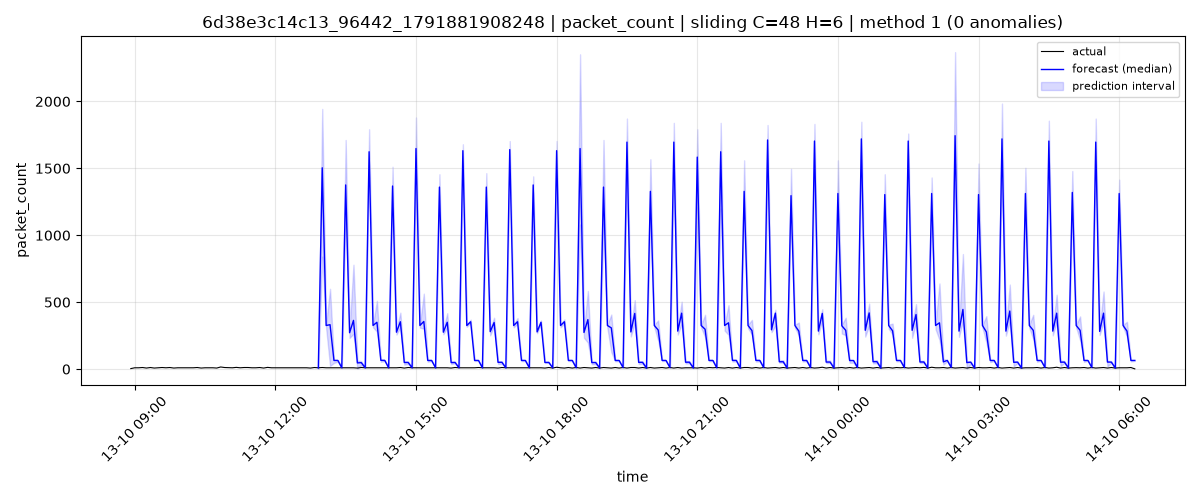 6d38e3c14c13_96442_1791881908248 | packet_count | sliding C=48 H=6 | method 1 (0 anomalies)
actual
forecast (median)
prediction interval
packet_count
2000
1500
1000
500
0
13-10 09:00
13-10 12:00
13-10 15:00
13-10 18:00
13-10 21:00
14-10 00:00
14-10 03:00
14-10 06:00
time